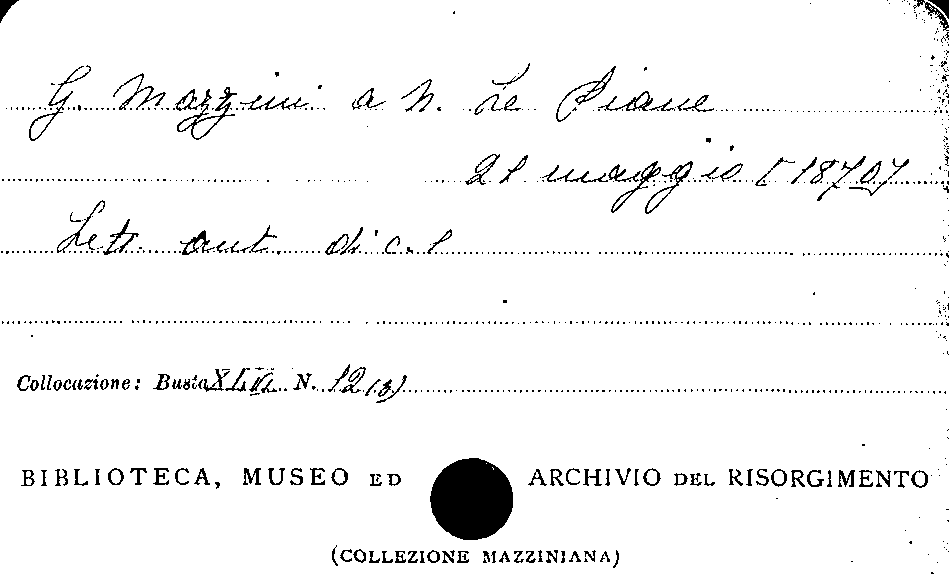 G. Mazzini a N. Le Piane
21 maggio [1870]
Lett. aut. di c. 1
Collocazione: Busta XLVI N. 12 (3)
BIBLIOTECA, MUSEO ED ARCHIVIO DEL RISORGIMENTO
(COLLEZIONE MAZZINIANA)